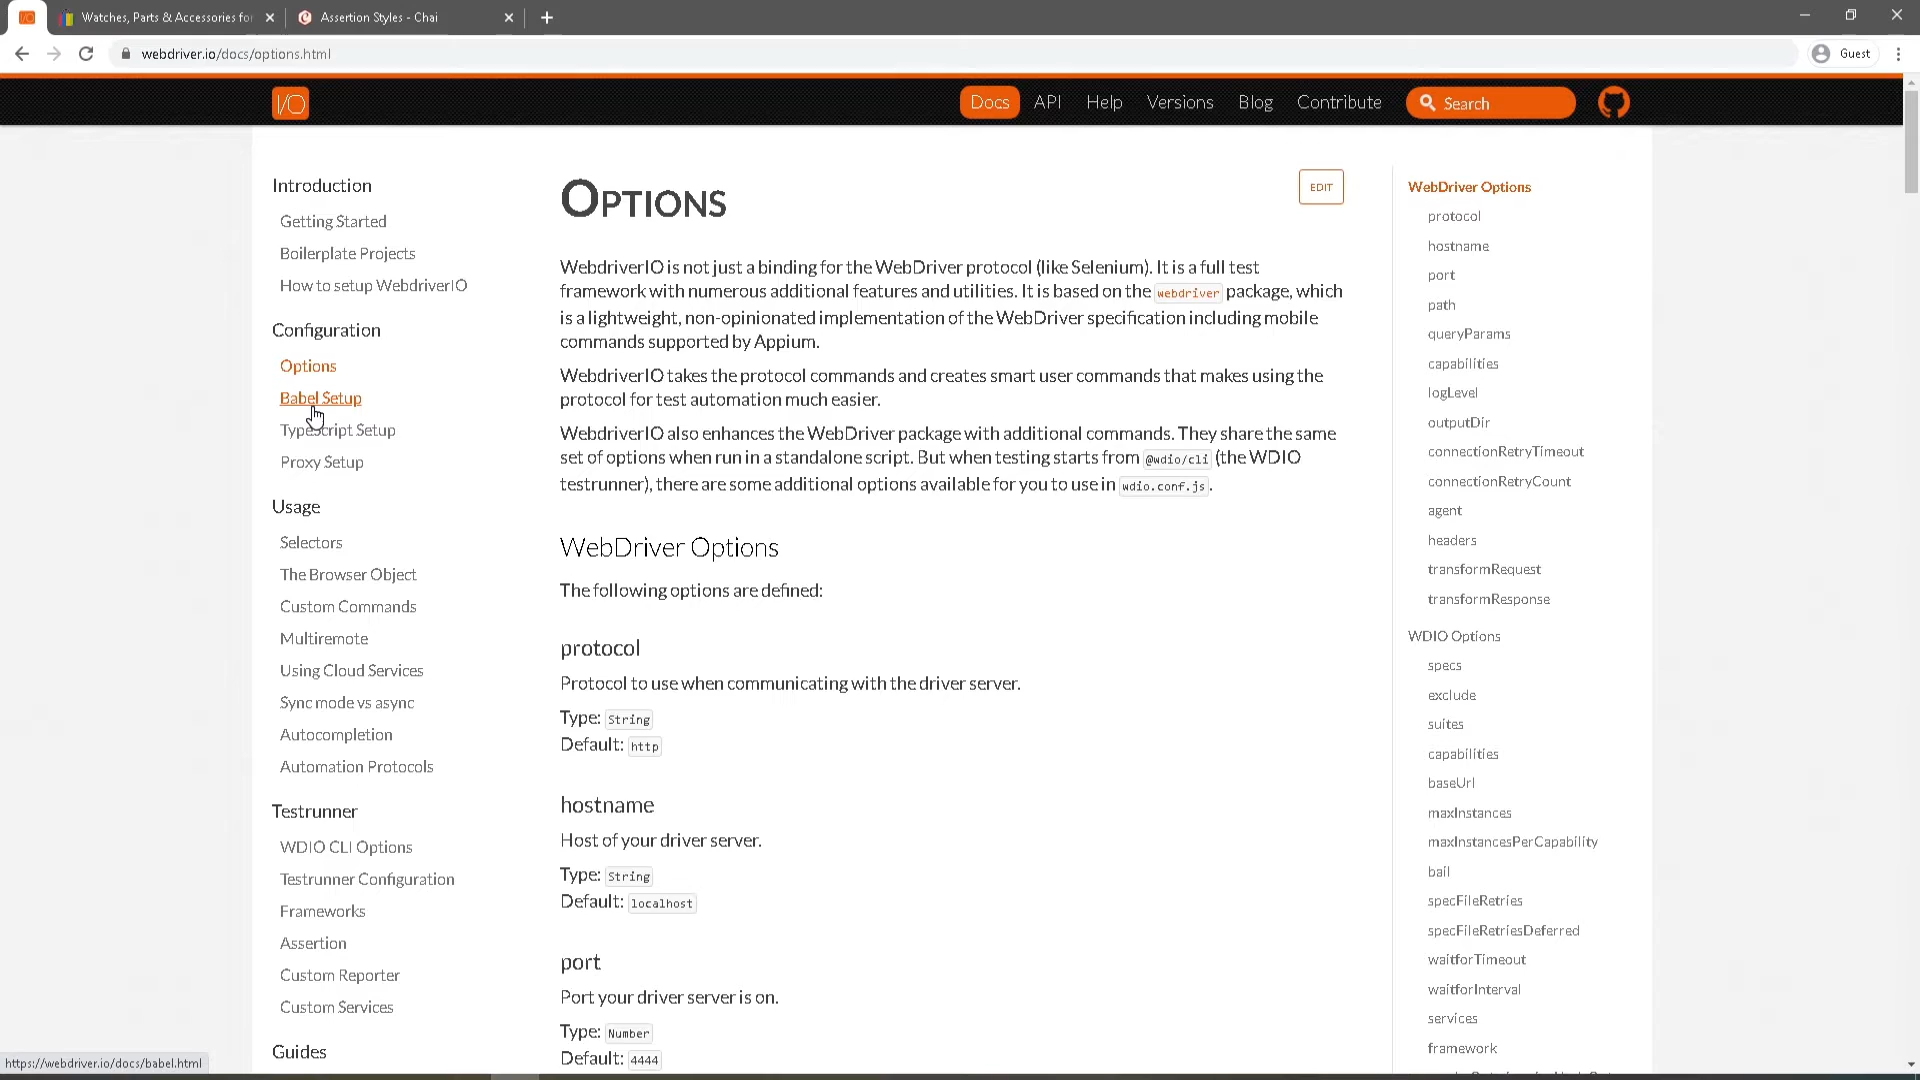 Watches, Parts & Accessories for
Assertion Styles - Chai
webdriver.io/docs/options.html
Guest
I/O
Docs
API
Help
Versions
Blog
Contribute
Search
Introduction
Getting Started
Boilerplate Projects
How to setup WebdriverIO
Configuration
Options
Babel Setup
TypeScript Setup
Proxy Setup
Usage
Selectors
The Browser Object
Custom Commands
Multiremote
Using Cloud Services
Sync mode vs async
Autocompletion
Automation Protocols
Testrunner
WDIO CLI Options
Testrunner Configuration
Frameworks
Assertion
Custom Reporter
Custom Services
Guides
OPTIONS
EDIT
WebdriverIO is not just a binding for the WebDriver protocol (like Selenium). It is a full test
framework with numerous additional features and utilities. It is based on the webdriver package, which
is a lightweight, non-opinionated implementation of the WebDriver specification including mobile
commands supported by Appium.
WebdriverIO takes the protocol commands and creates smart user commands that makes using the
protocol for test automation much easier.
WebdriverIO also enhances the WebDriver package with additional commands. They share the same
set of options when run in a standalone script. But when testing starts from @wdio/cli (the WDIO
testrunner), there are some additional options available for you to use in wdio.conf.js.
WebDriver Options
The following options are defined:
protocol
Protocol to use when communicating with the driver server.
Type: String
Default: http
hostname
Host of your driver server.
Type: String
Default: localhost
port
Port your driver server is on.
Type: Number
Default: 4444
WebDriver Options
protocol
hostname
port
path
queryParams
capabilities
logLevel
outputDir
connectionRetryTimeout
connectionRetryCount
agent
headers
transformRequest
transformResponse
WDIO Options
specs
exclude
suites
capabilities
baseUrl
maxInstances
maxInstancesPerCapability
bail
specFileRetries
specFileRetriesDeferred
waitforTimeout
waitforInterval
services
framework
https://webdriver.io/docs/babel.html